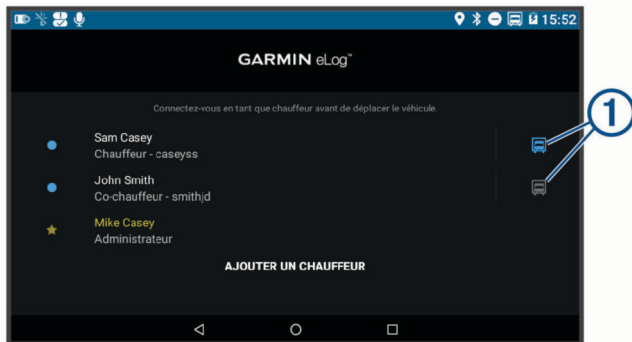 15:52
GARMIN eLog™
Connectez-vous en tant que chauffeur avant de déplacer le véhicule.
Sam Casey
Chauffeur - caseyss
1
John Smith
Co-chauffeur - smithjd
Mike Casey
Administrateur
AJOUTER UN CHAUFFEUR